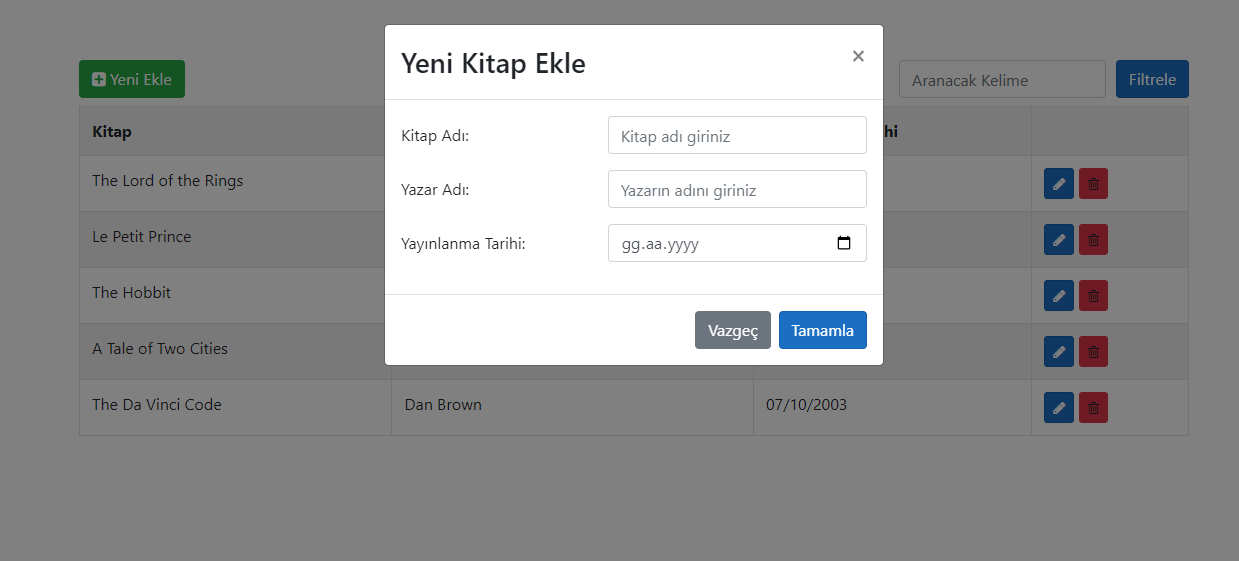 Yeni Kitap Ekle
×
Yeni Ekle
Aranacak Kelime
Filtrele
Kitap
hi
Kitap Adı:
Kitap adı giriniz
The Lord of the Rings
Yazar Adı:
Yazarın adını giriniz
Le Petit Prince
Yayınlanma Tarihi:
gg.aa.yyyy
The Hobbit
Vazgeç
Tamamla
A Tale of Two Cities
The Da Vinci Code
Dan Brown
07/10/2003